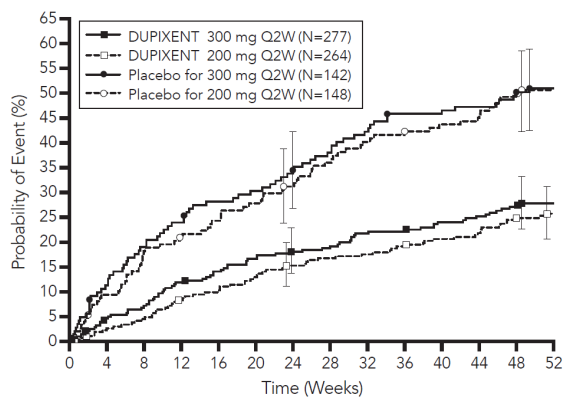 DUPIXENT 300 mg Q2W (N=277)
DUPIXENT 200 mg Q2W (N=264)
Placebo for 300 mg Q2W (N=142)
Placebo for 200 mg Q2W (N=148)
Probability of Event (%)
65
60
55
50
45
40
35
30
25
20
15
10
5
0
0 4 8 12 16 20 24 28 32 36 40 44 48 52
Time (Weeks)